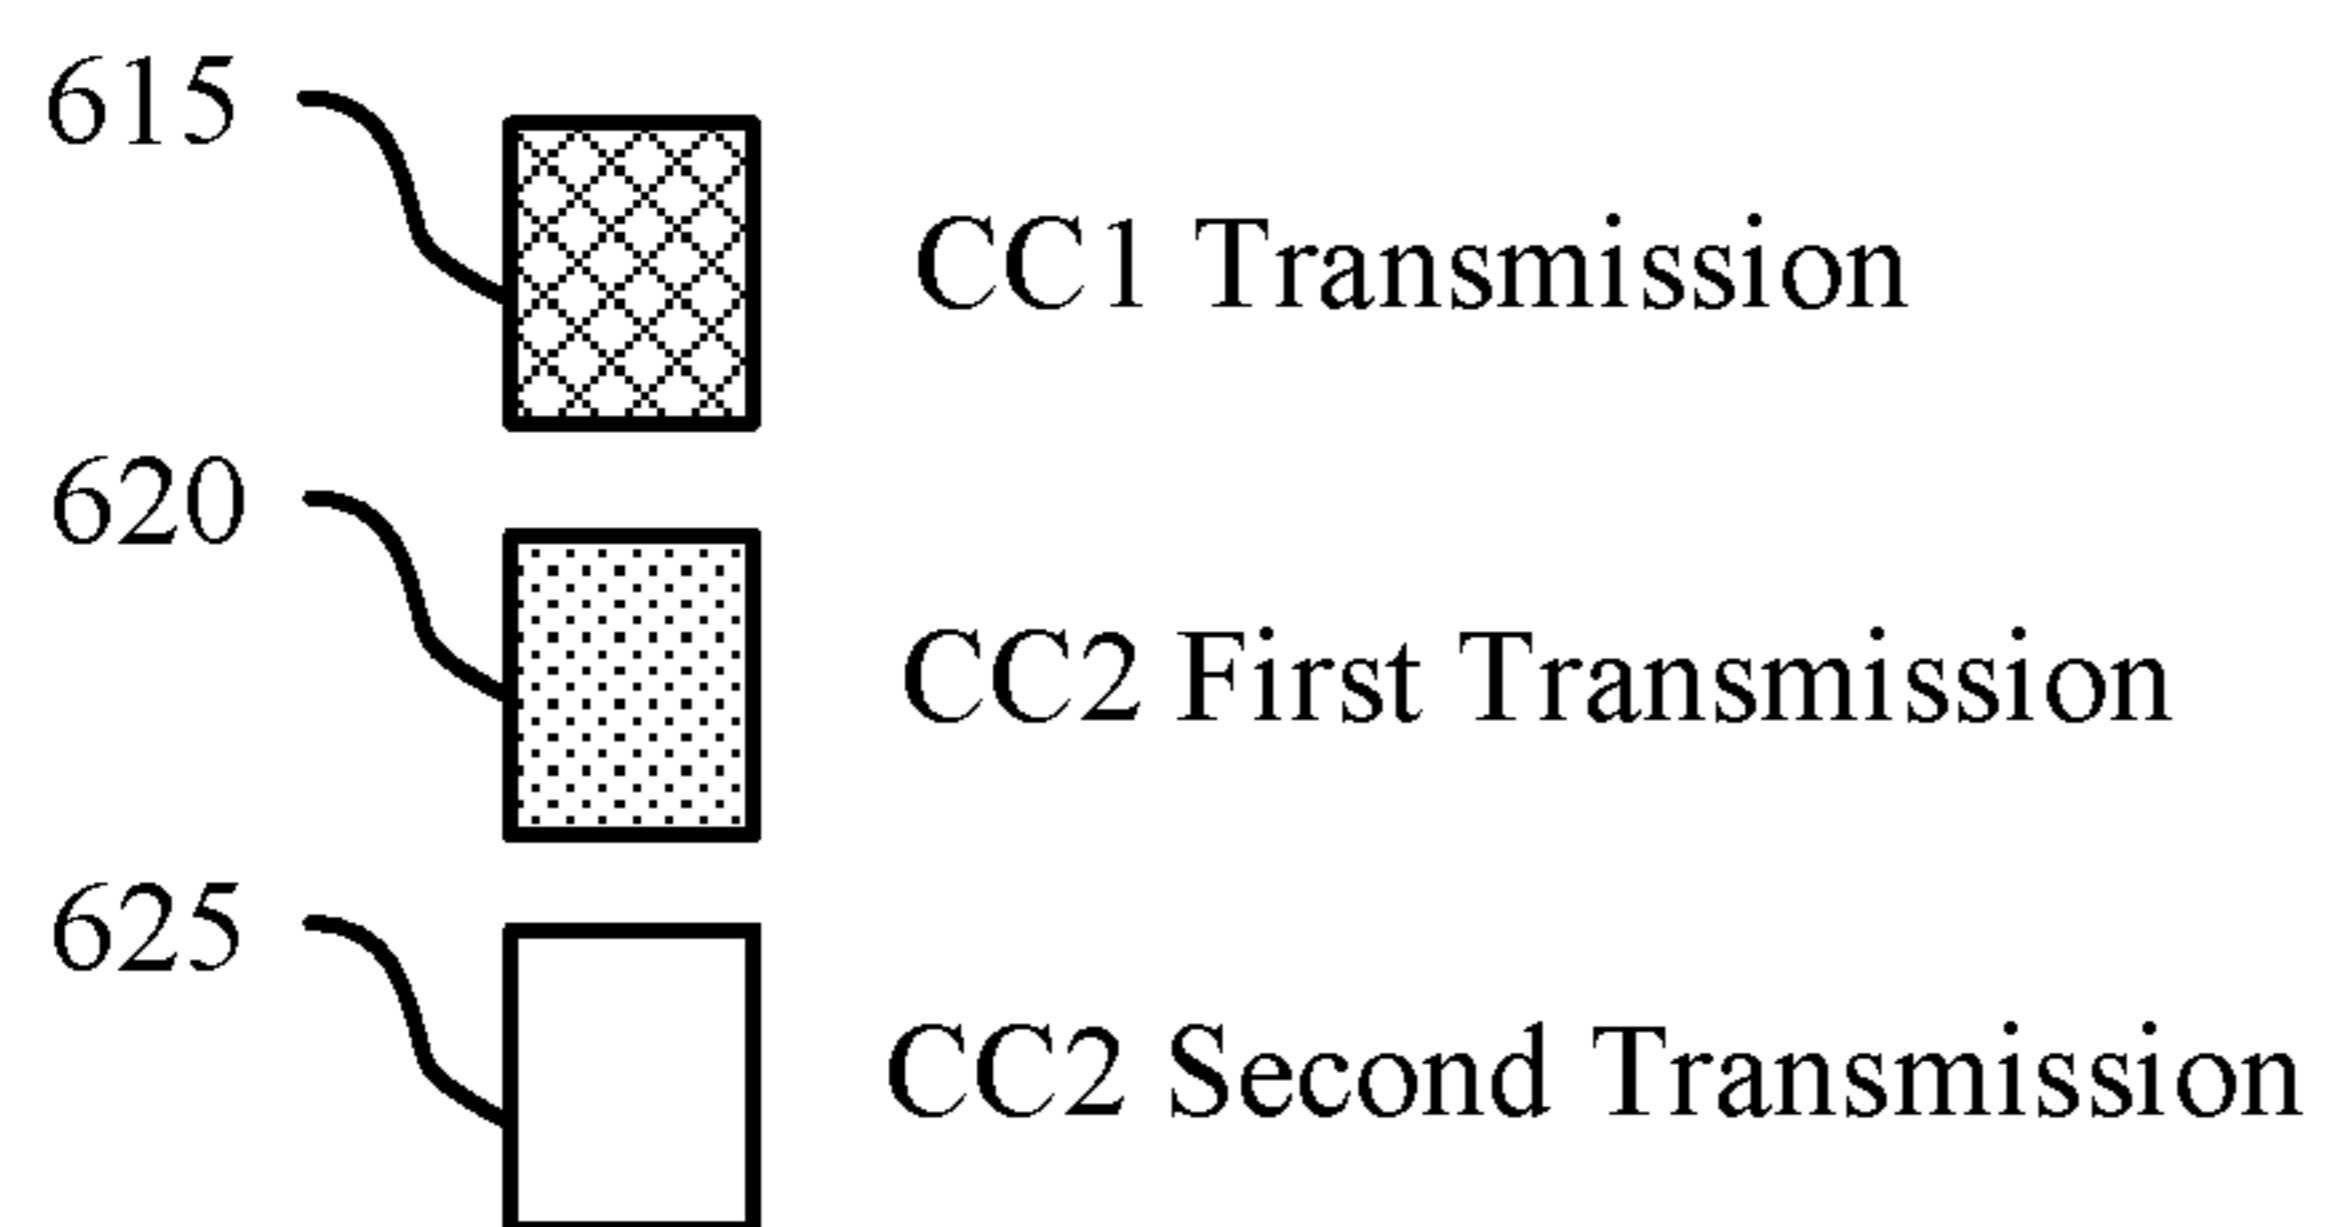 615
CC1 Transmission
620
CC2 First Transmission
625
CC2 Second Transmission